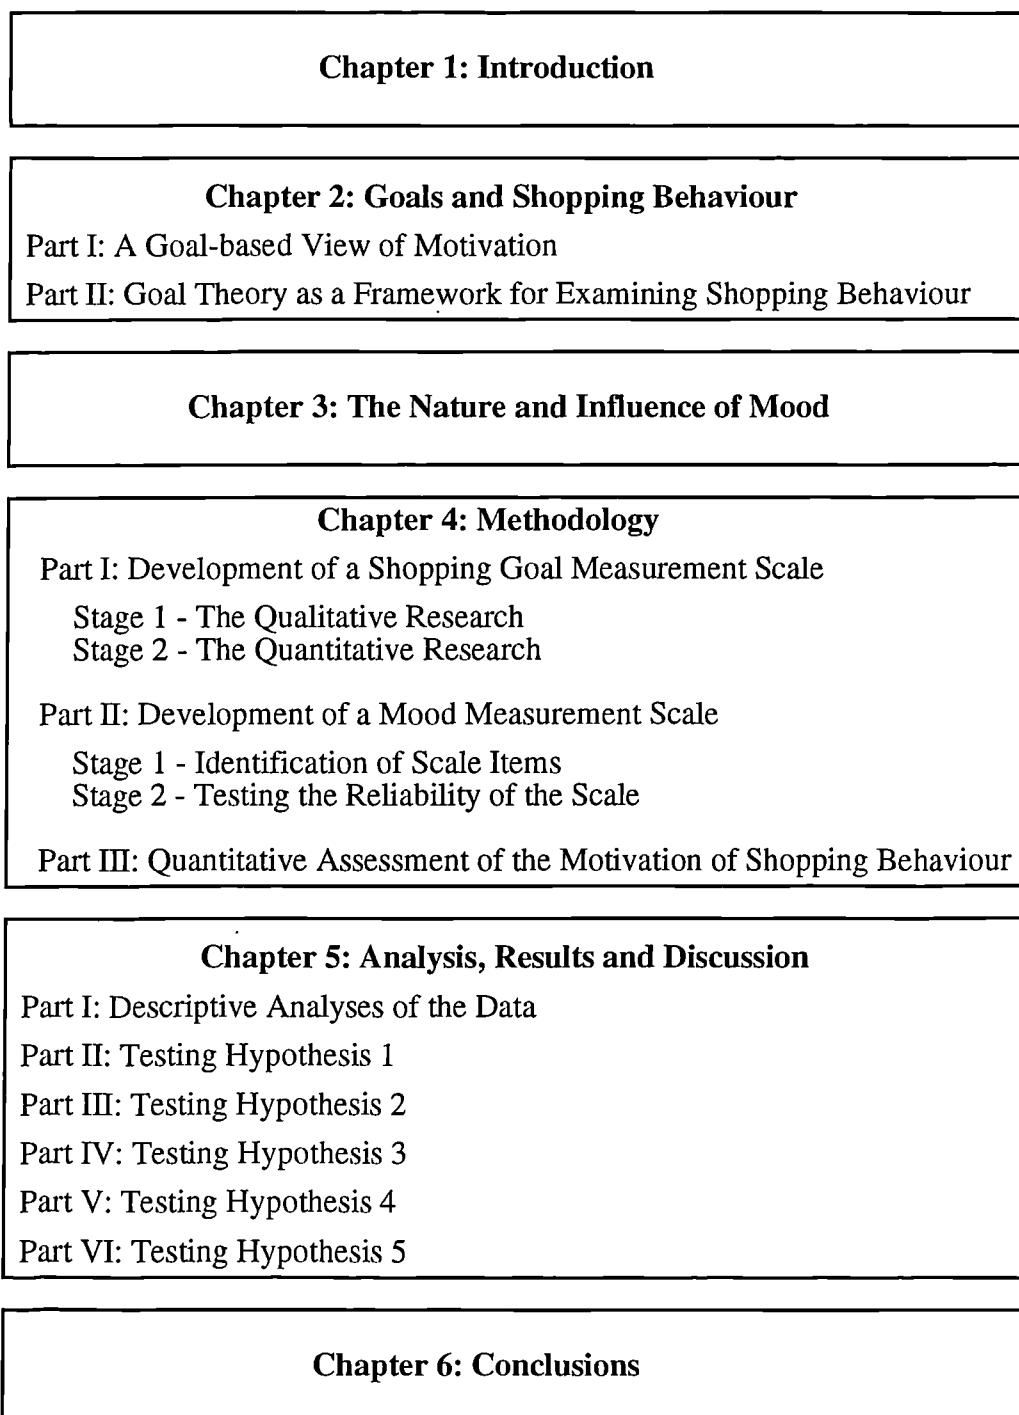 Chapter 1: Introduction
Chapter 2: Goals and Shopping Behaviour
Part I: A Goal-based View of Motivation
Part II: Goal Theory as a Framework for Examining Shopping Behaviour
Chapter 3: The Nature and Influence of Mood
Chapter 4: Methodology
Part I: Development of a Shopping Goal Measurement Scale
Stage 1 - The Qualitative Research
Stage 2 - The Quantitative Research
Part II: Development of a Mood Measurement Scale
Stage 1 - Identification of Scale Items
Stage 2 - Testing the Reliability of the Scale
Part III: Quantitative Assessment of the Motivation of Shopping Behaviour
Chapter 5: Analysis, Results and Discussion
Part I: Descriptive Analyses of the Data
Part II: Testing Hypothesis 1
Part III: Testing Hypothesis 2
Part IV: Testing Hypothesis 3
Part V: Testing Hypothesis 4
Part VI: Testing Hypothesis 5
Chapter 6: Conclusions